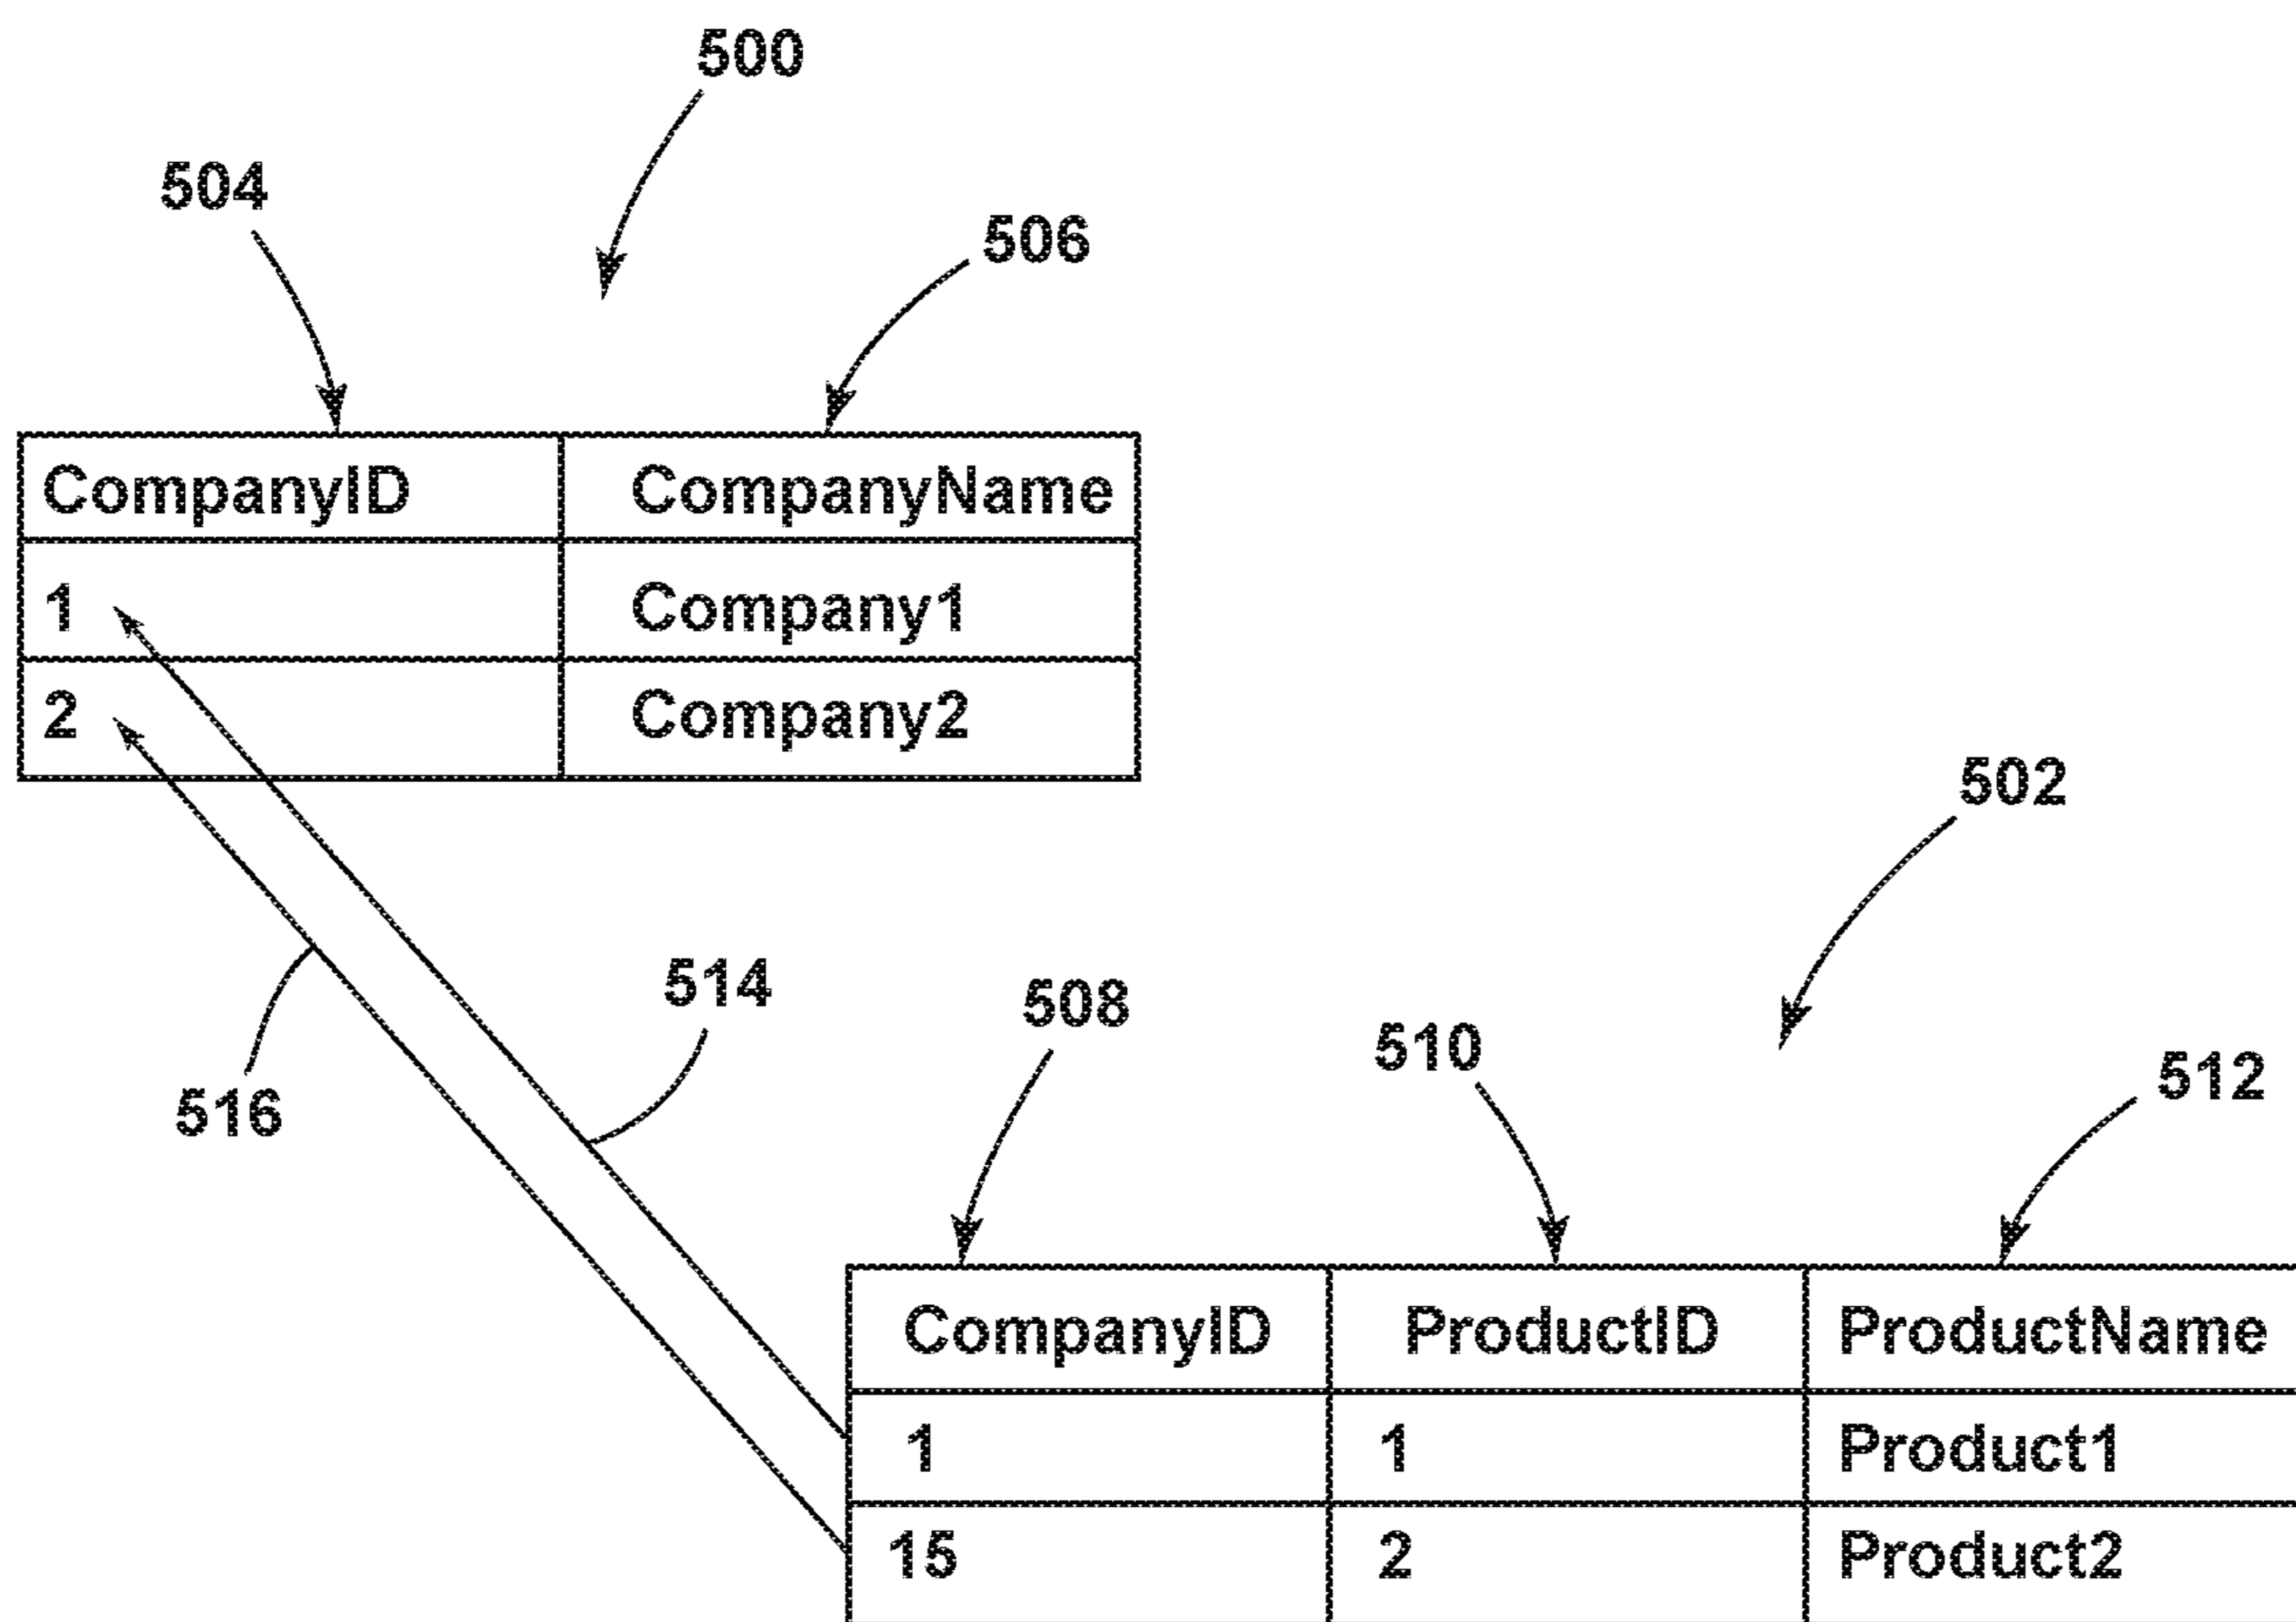 500
504
506
CompanyID CompanyName
1 Company1
2 Company2
502
514
508
510
512
516
CompanyID ProductID ProductName
1 1 Product1
15 2 Product2